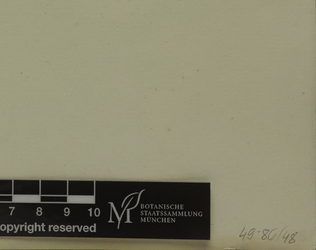 7 8 9 10
opyright reserved
M
BOTANISCHE
STAATSSAMMLUNG
MÜNCHEN
49-86/48